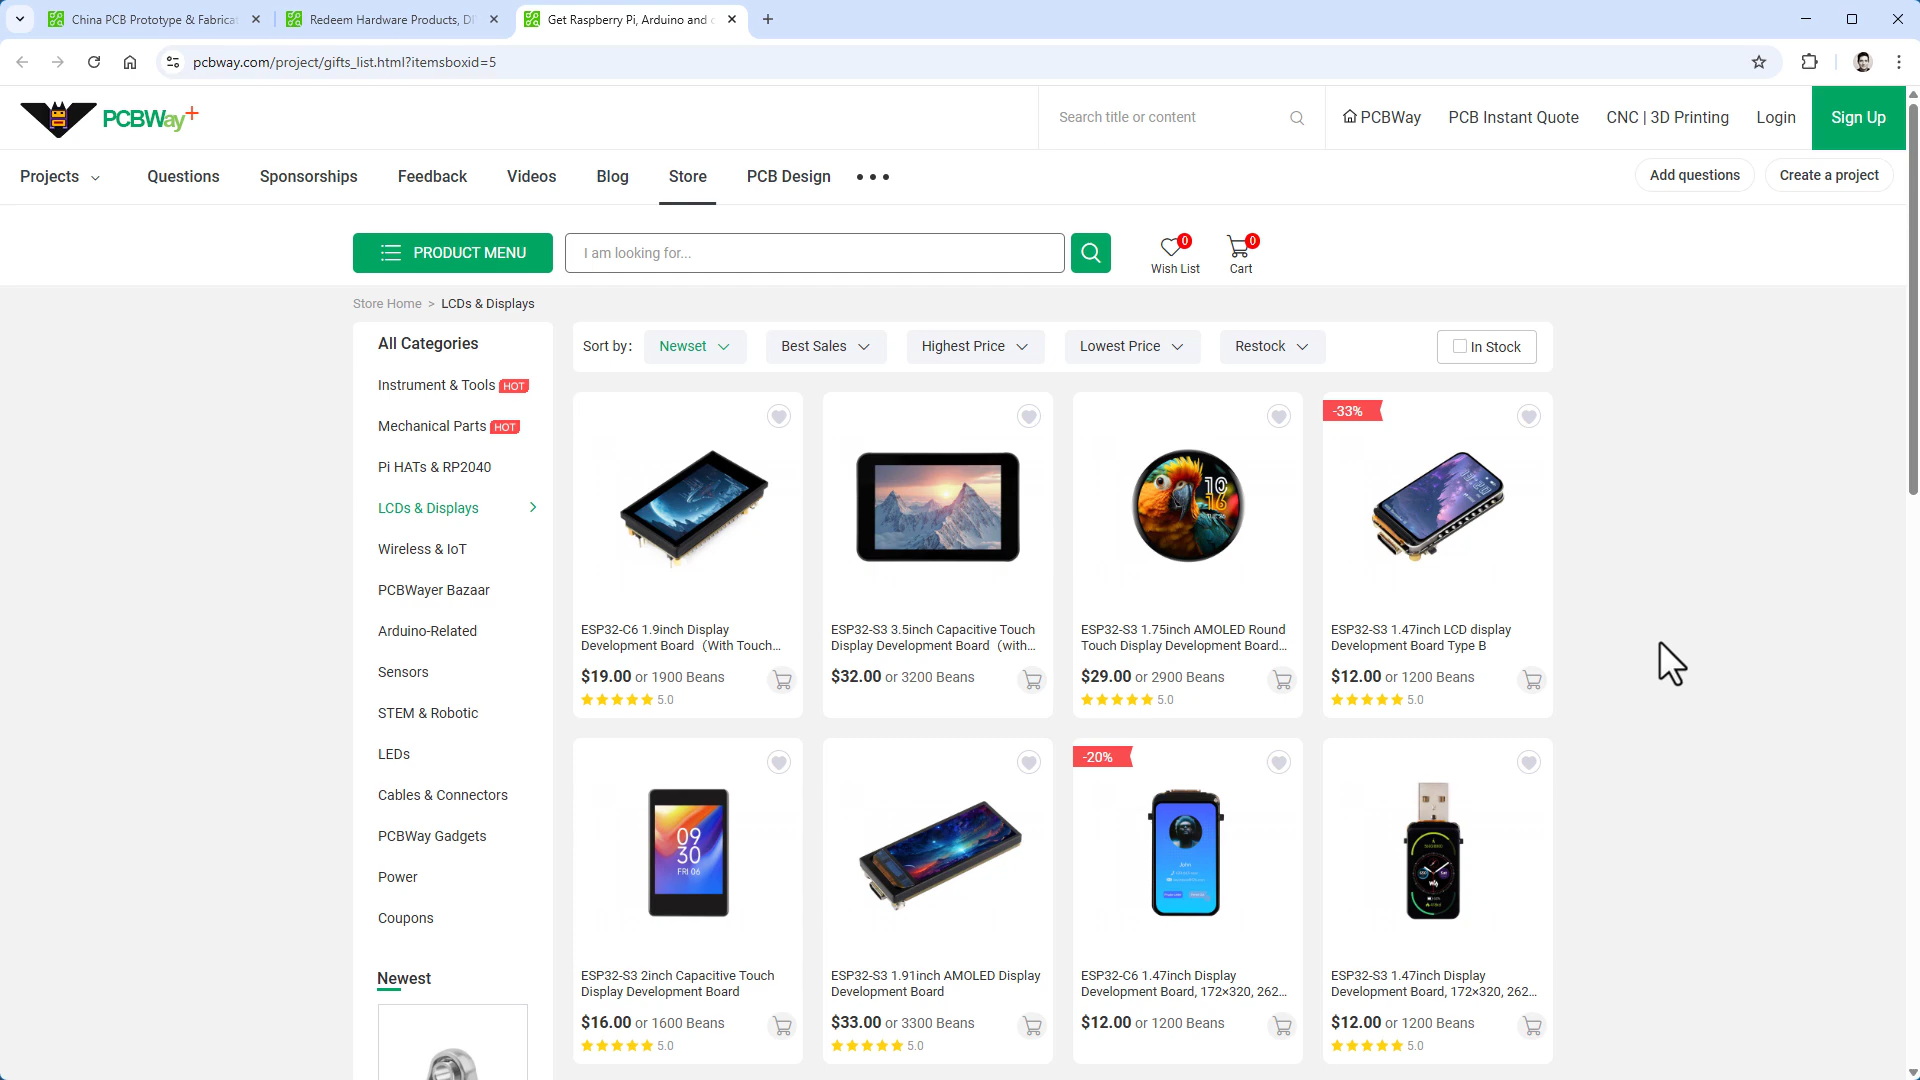 China PCB Prototype & Fabrica
Redeem Hardware Products, DI
Get Raspberry Pi, Arduino and
pcbway.com/project/gifts_list.html?itemsboxid=5
PCBWay+
Search title or content
PCBWay
PCB Instant Quote
CNC | 3D Printing
Login
Sign Up
Projects
Questions
Sponsorships
Feedback
Videos
Blog
Store
PCB Design
Add questions
Create a project
PRODUCT MENU
I am looking for...
0
Wish List
0
Cart
Store Home > LCDs & Displays
All Categories
Instrument & Tools HOT
Mechanical Parts HOT
Pi HATs & RP2040
LCDs & Displays
Wireless & IoT
PCBWayer Bazaar
Arduino-Related
Sensors
STEM & Robotic
LEDs
Cables & Connectors
PCBWay Gadgets
Power
Coupons
Newest
Sort by:
Newset
Best Sales
Highest Price
Lowest Price
Restock
In Stock
ESP32-C6 1.9inch Display
Development Board（With Touch...
$19.00 or 1900 Beans
5.0
ESP32-S3 3.5inch Capacitive Touch
Display Development Board（with...
$32.00 or 3200 Beans
10
16
ESP32-S3 1.75inch AMOLED Round
Touch Display Development Board...
$29.00 or 2900 Beans
5.0
-33%
ESP32-S3 1.47inch LCD display
Development Board Type B
$12.00 or 1200 Beans
5.0
09
30
FRI 06
ESP32-S3 2inch Capacitive Touch
Display Development Board
$16.00 or 1600 Beans
5.0
ESP32-S3 1.91inch AMOLED Display
Development Board
$33.00 or 3300 Beans
5.0
-20%
John
ESP32-C6 1.47inch Display
Development Board, 172×320, 262...
$12.00 or 1200 Beans
ESP32-S3 1.47inch Display
Development Board, 172×320, 262...
$12.00 or 1200 Beans
5.0